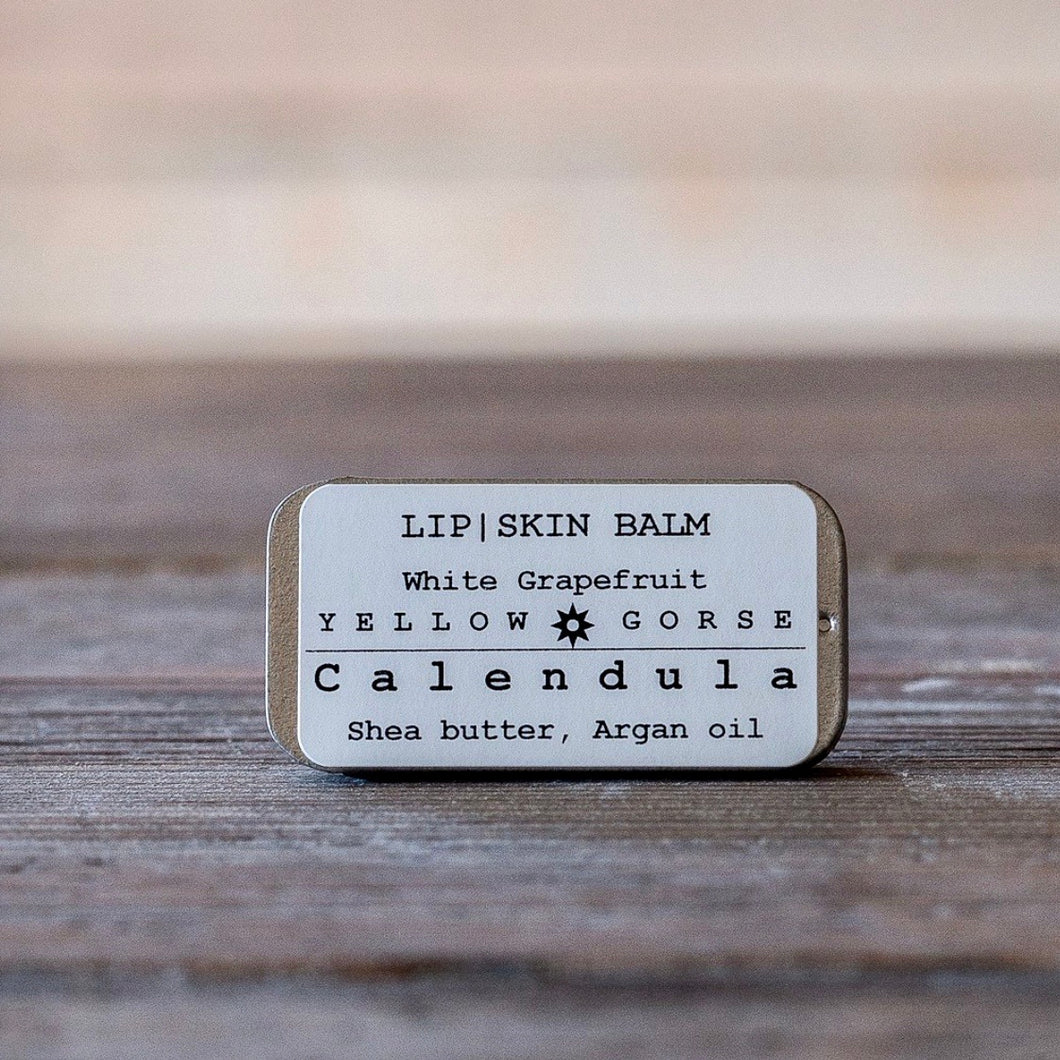 LIP|SKIN BALM
White Grapefruit
YELLOW GORSE
Calendula
Shea butter, Argan oil